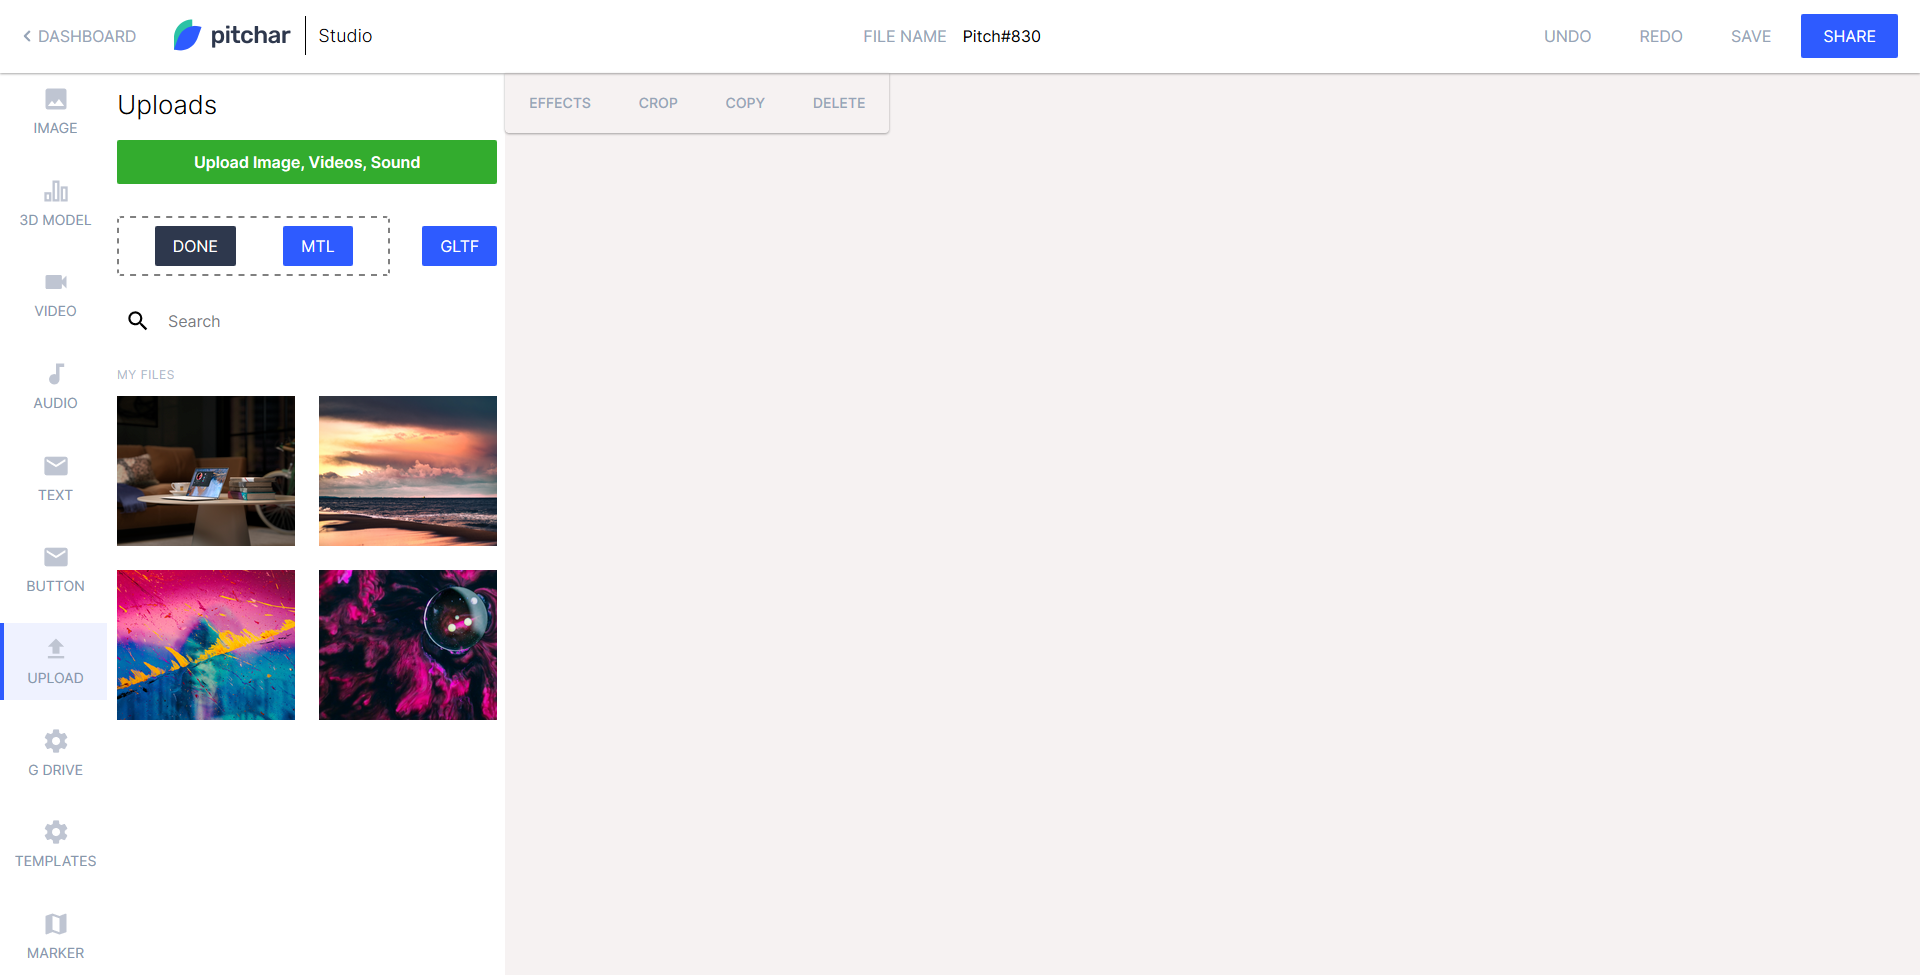 DASHBOARD
pitchar
Studio
FILE NAME Pitch#830
UNDO
REDO
SAVE
SHARE
IMAGE
3D MODEL
VIDEO
AUDIO
TEXT
BUTTON
UPLOAD
G DRIVE
TEMPLATES
MARKER
Uploads
Upload Image, Videos, Sound
DONE
MTL
GLTF
Search
MY FILES
EFFECTS
CROP
COPY
DELETE